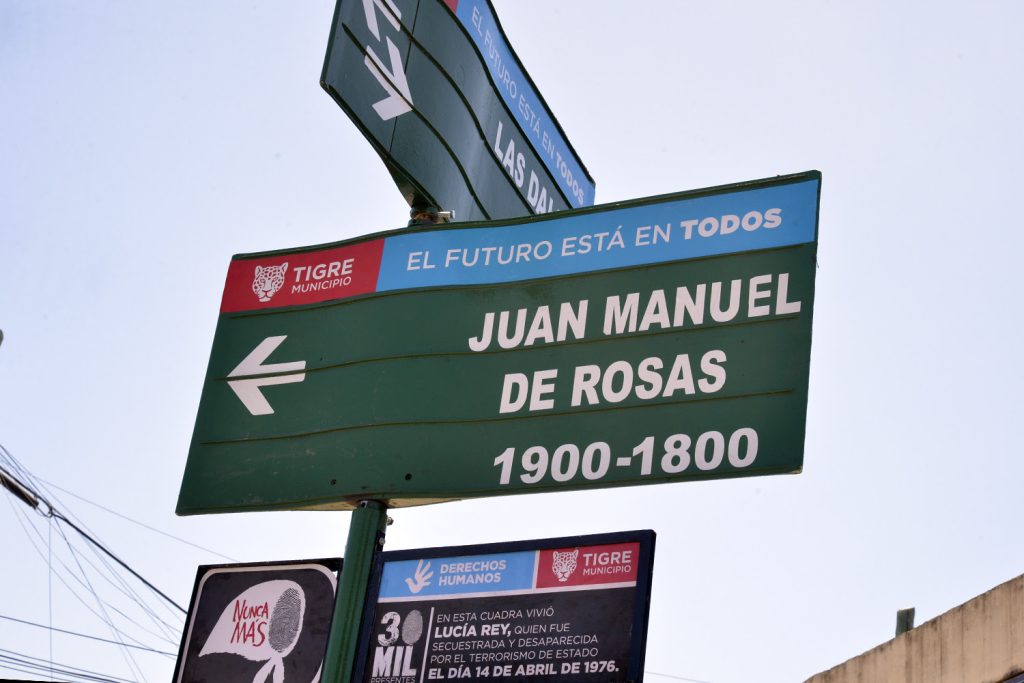 EL FUTURO ESTÁ EN TODOS
LAS
TIGRE
MUNICIPIO
EL FUTURO ESTÁ EN TODOS
JUAN MANUEL
DE ROSAS
1900-1800
NUNCA
MÁS
DERECHOS
HUMANOS
TIGRE
MUNICIPIO
30
MIL
PRESENTES
EN ESTA CUADRA VIVIÓ
LUCÍA REY, QUIEN FUE
SECUESTRADA Y DESAPARECIDA
POR EL TERRORISMO DE ESTADO
EL DÍA 14 DE ABRIL DE 1976.